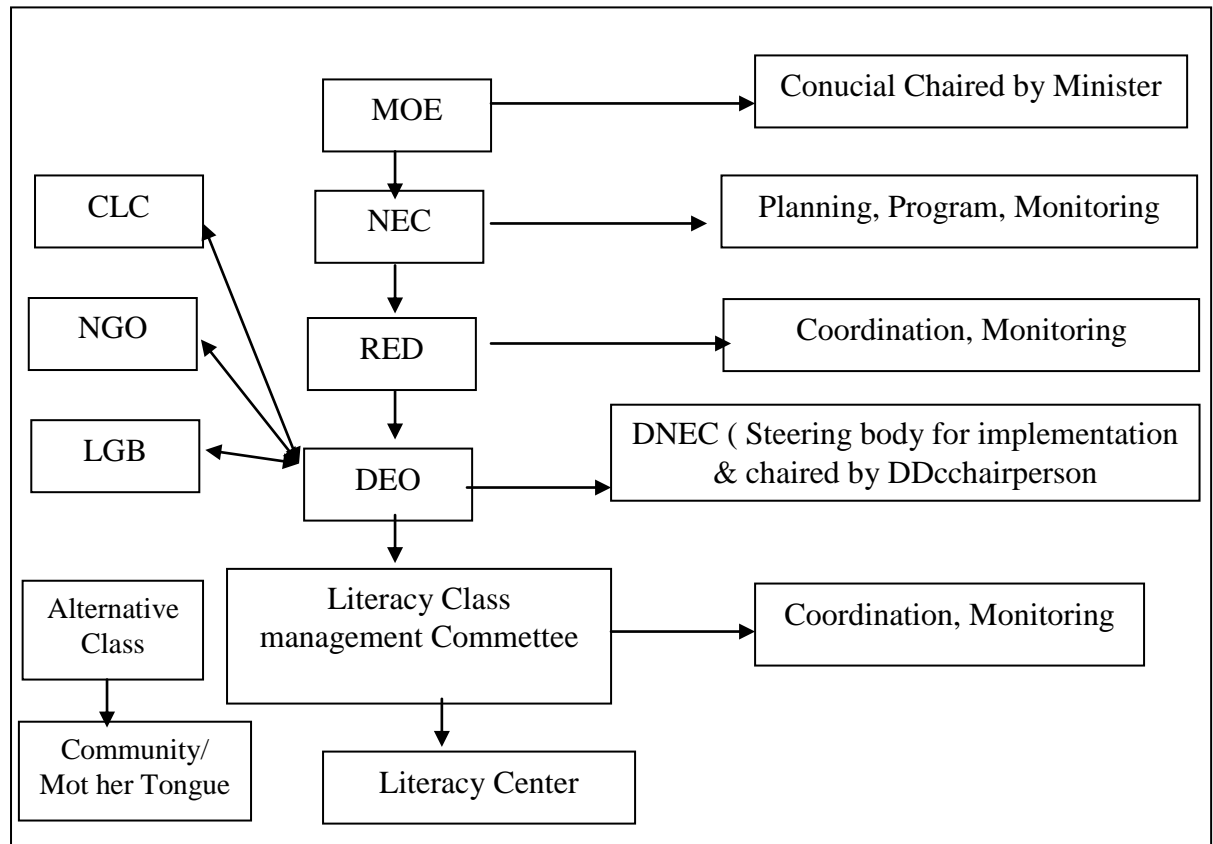 MOE
Conucial Chaired by Minister
CLC
NEC
Planning, Program, Monitoring
NGO
RED
Coordination, Monitoring
LGB
DEO
DNEC ( Steering body for implementation
& chaired by DDcchairperson
Alternative
Class
Literacy Class
management Commettee
Coordination, Monitoring
Community/
Mot her Tongue
Literacy Center